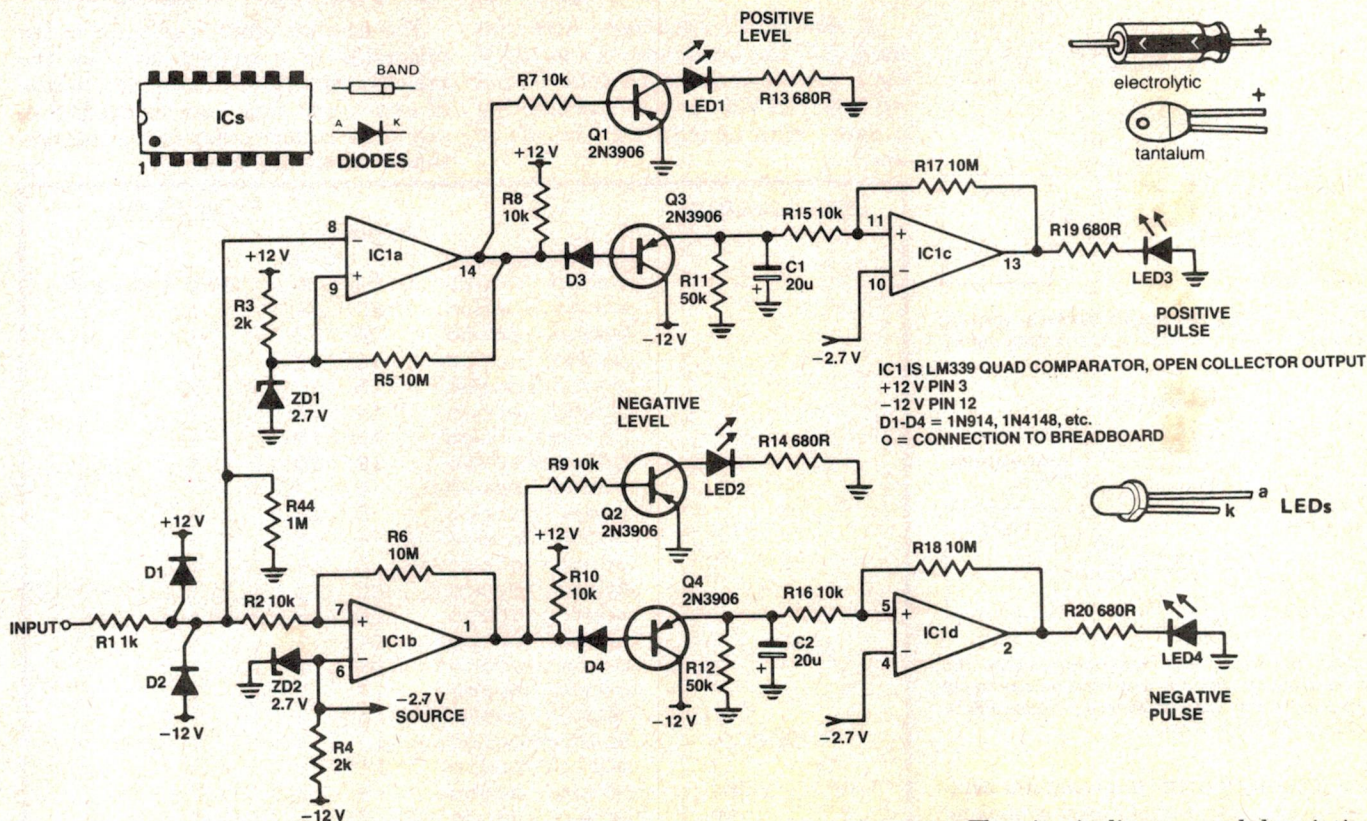 POSITIVE
LEVEL
BAND
ICs
1
A
K
DIODES
electrolytic
+
tantalum
+
R7 10k
LED1
R13 680R
Q1
2N3906
+12 V
R8
10k
Q3
2N3906
R17 10M
8
−
IC1a
14
+
9
+12 V
R3
2k
R5 10M
ZD1
2.7 V
D3
R11
50k
−12 V
C1
20u
+
R15 10k
11
+
IC1c
13
−
10
−2.7 V
R19 680R
LED3
POSITIVE
PULSE
IC1 IS LM339 QUAD COMPARATOR, OPEN COLLECTOR OUTPUT
+12 V PIN 3
−12 V PIN 12
D1-D4 = 1N914, 1N4148, etc.
o = CONNECTION TO BREADBOARD
NEGATIVE
LEVEL
R9 10k
LED2
R14 680R
Q2
2N3906
a
k
LEDs
R44
1M
+12 V
D1
INPUT
R1 1k
D2
−12 V
R2 10k
R6
10M
7
+
IC1b
1
−
6
ZD2
2.7 V
−2.7 V
SOURCE
R4
2k
−12 V
+12 V
R10
10k
D4
Q4
2N3906
R12
50k
−12 V
C2
20u
+
R16 10k
R18 10M
5
+
IC1d
2
−
4
−2.7 V
R20 680R
LED4
NEGATIVE
PULSE